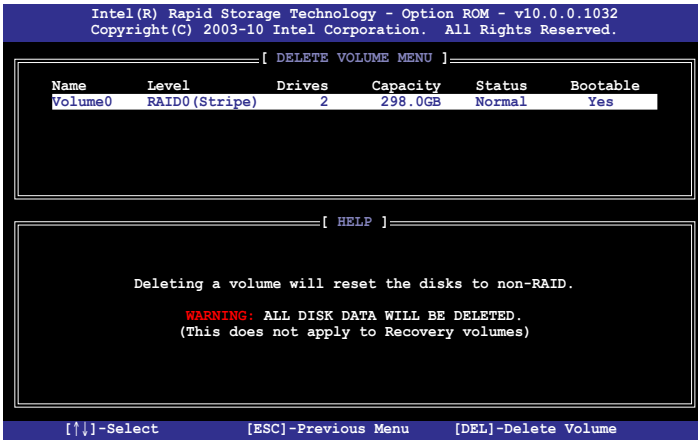 Intel(R) Rapid Storage Technology - Option ROM - v10.0.0.1032
Copyright(C) 2003-10 Intel Corporation.  All Rights Reserved.
[ DELETE VOLUME MENU ]
Name Level Drives Capacity Status Bootable
Volume0 RAID0(Stripe) 2 298.0GB Normal Yes
[ HELP ]
Deleting a volume will reset the disks to non-RAID.
WARNING: ALL DISK DATA WILL BE DELETED.
(This does not apply to Recovery volumes)
[↑↓]-Select [ESC]-Previous Menu [DEL]-Delete Volume